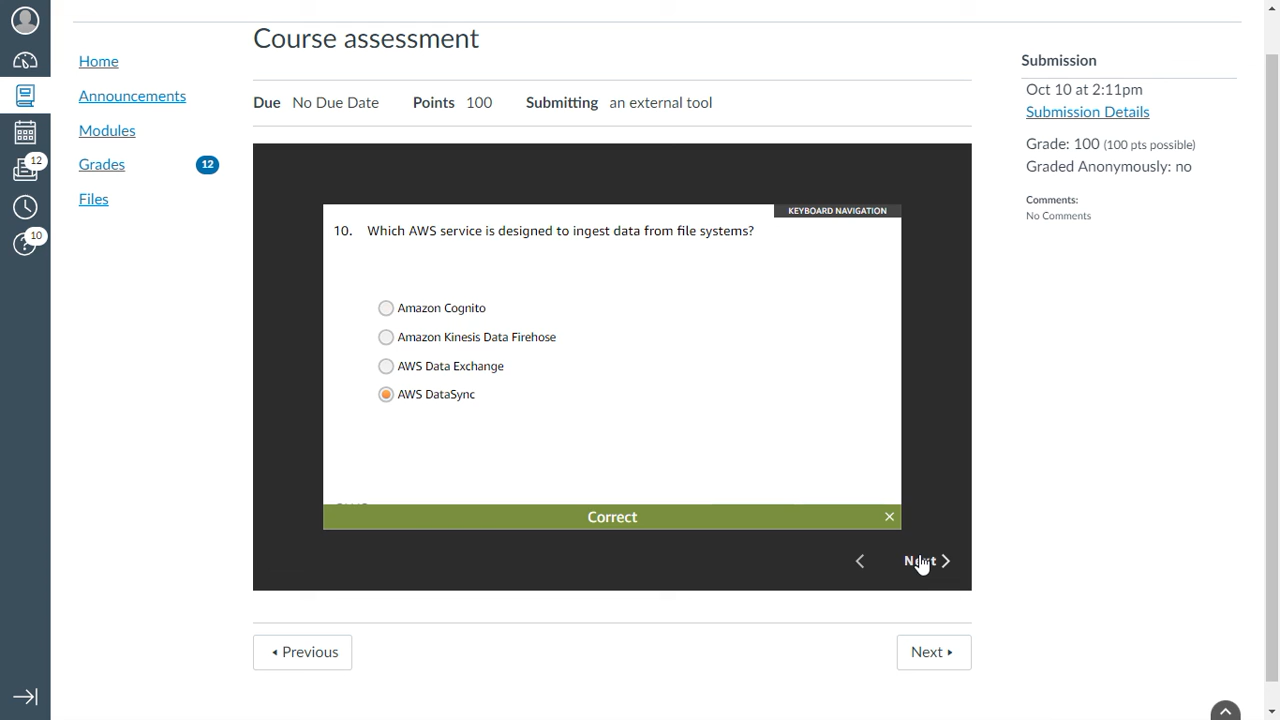 Course assessment
Home
Announcements
Modules
Grades
12
Files
12
10
Due No Due Date Points 100 Submitting an external tool
KEYBOARD NAVIGATION
10. Which AWS service is designed to ingest data from file systems?
Amazon Cognito
Amazon Kinesis Data Firehose
AWS Data Exchange
AWS DataSync
Correct
Next
Previous
Next
Submission
Oct 10 at 2:11pm
Submission Details
Grade: 100 (100 pts possible)
Graded Anonymously: no
Comments:
No Comments